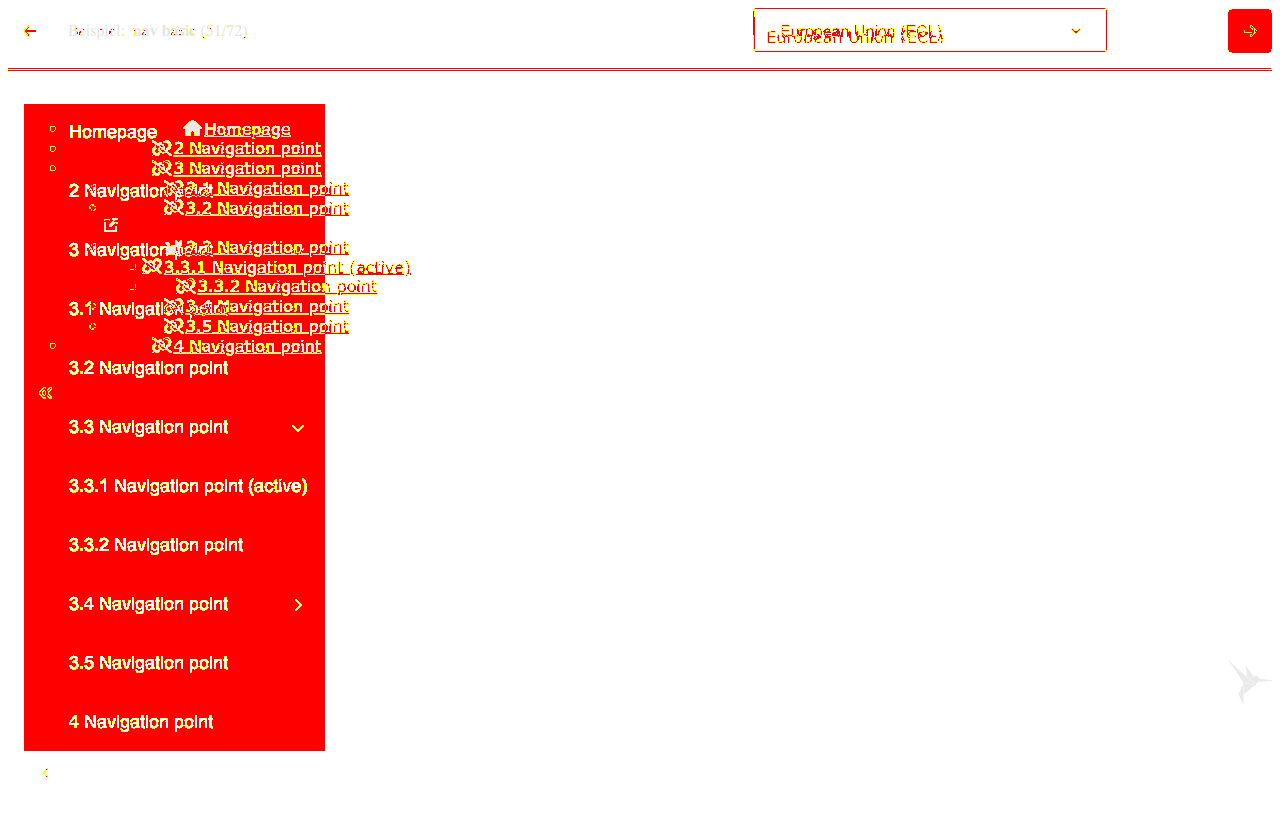 Beispiel: nav basic (51/72)
European Union (ECL)
European Union (ECL)
Homepage
Homepage
2 Navigation point
3 Navigation point
2 Navigation point
3.1 Navigation point
3.2 Navigation point
3 Navigation point
3.3 Navigation point
3.3.1 Navigation point (active)
3.3.2 Navigation point
3.1 Navigation point
3.4 Navigation point
3.5 Navigation point
4 Navigation point
3.2 Navigation point
3.3 Navigation point
3.3.1 Navigation point (active)
3.3.2 Navigation point
3.4 Navigation point
3.5 Navigation point
4 Navigation point